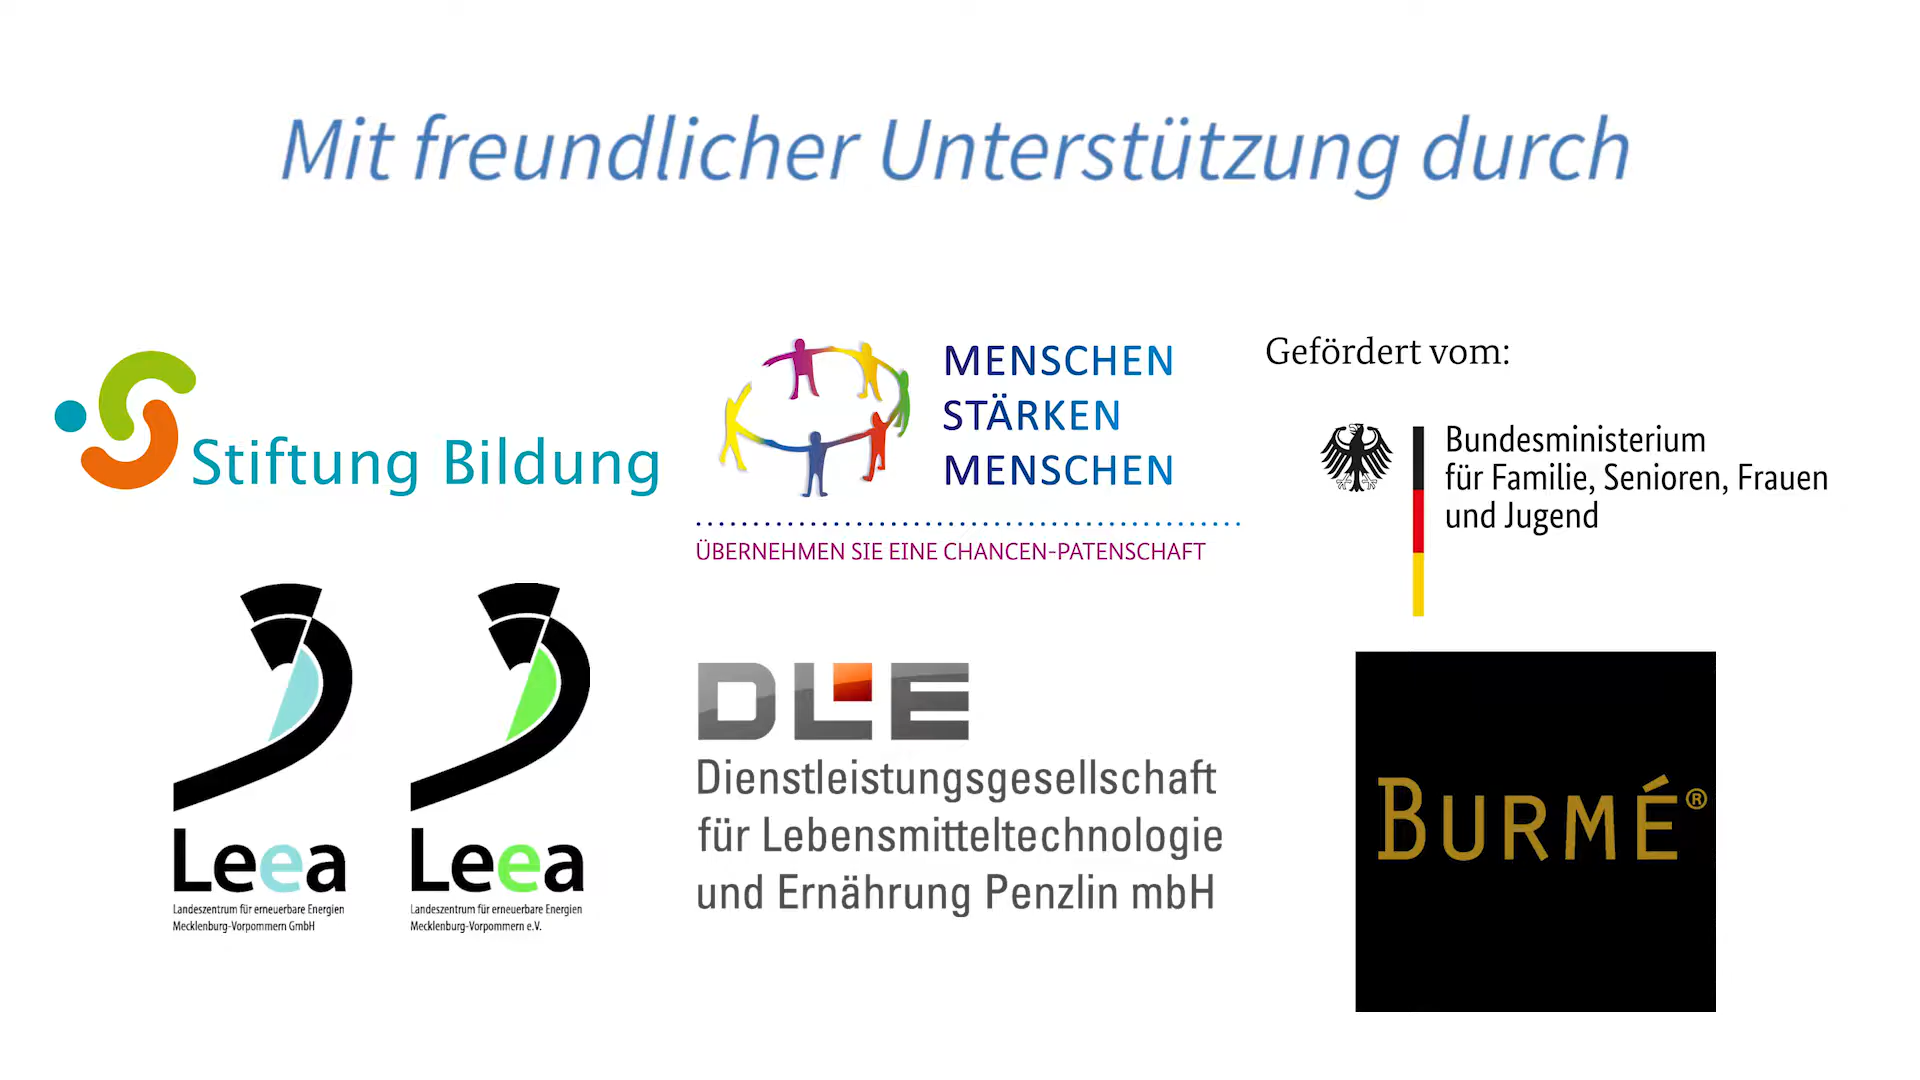 Mit freundlicher Unterstützung durch
Stiftung Bildung
MENSCHEN
STÄRKEN
MENSCHEN
ÜBERNEHMEN SIE EINE CHANCEN-PATENSCHAFT
Gefördert vom:
Bundesministerium
für Familie, Senioren, Frauen
und Jugend
Leea
Landeszentrum für erneuerbare Energien
Mecklenburg-Vorpommern GmbH
Leea
Landeszentrum für erneuerbare Energien
Mecklenburg-Vorpommern e.V.
DLE
Dienstleistungsgesellschaft
für Lebensmitteltechnologie
und Ernährung Penzlin mbH
BURMÉ®